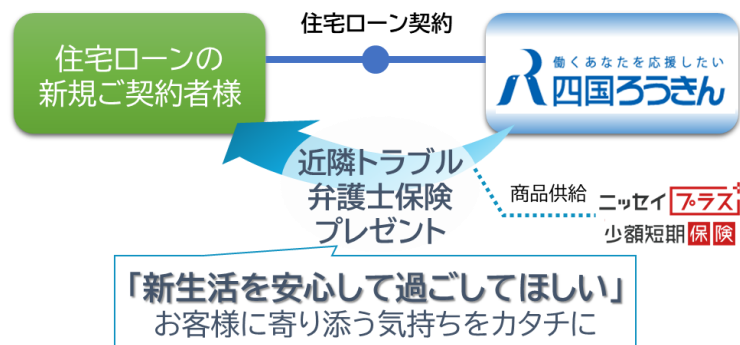 住宅ローン契約
住宅ローンの
新規ご契約者様
働くあなたを応援したい
四国ろうきん
近隣トラブル
弁護士保険
プレゼント
商品供給
ニッセイプラス
少額短期保険
「新生活を安心して過ごしてほしい」
お客様に寄り添う気持ちをカタチに